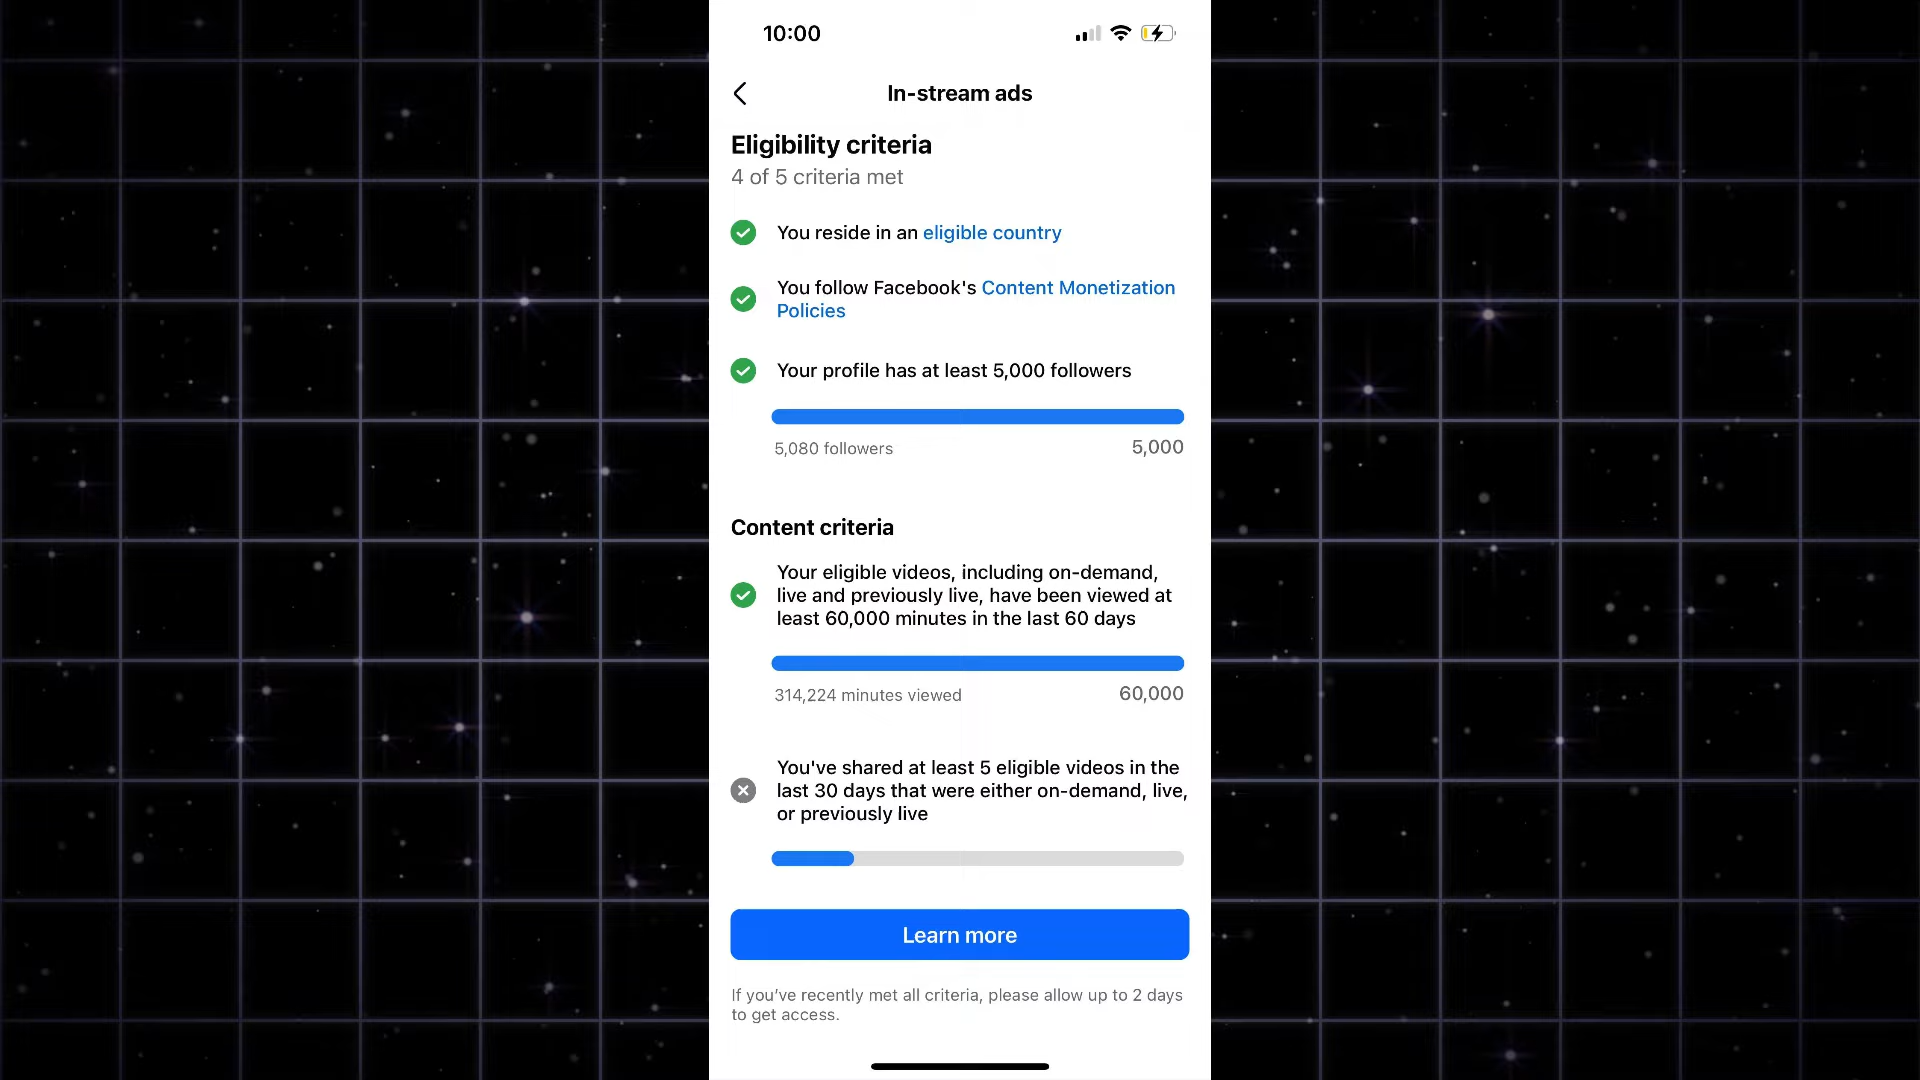 10:00
In-stream ads
Eligibility criteria
4 of 5 criteria met
You reside in an eligible country
You follow Facebook's Content Monetization
Policies
Your profile has at least 5,000 followers
5,080 followers
5,000
Content criteria
Your eligible videos, including on-demand,
live and previously live, have been viewed at
least 60,000 minutes in the last 60 days
314,224 minutes viewed
60,000
You've shared at least 5 eligible videos in the
last 30 days that were either on-demand, live,
or previously live
Learn more
If you’ve recently met all criteria, please allow up to 2 days
to get access.